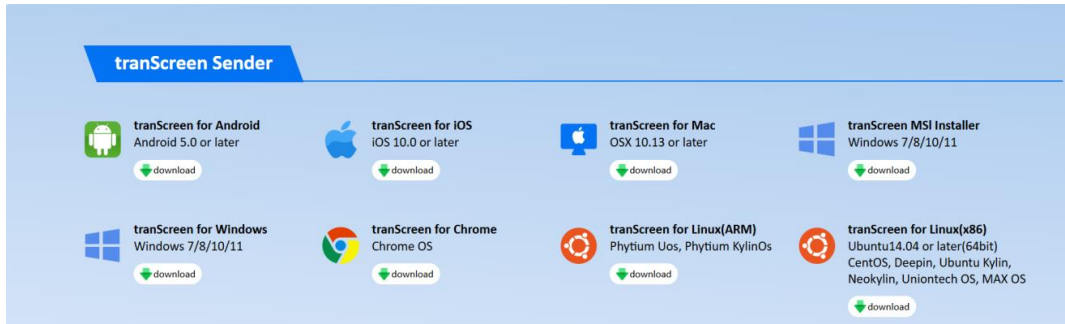 tranScreen Sender
tranScreen for Android
Android 5.0 or later
download
tranScreen for iOS
iOS 10.0 or later
download
tranScreen for Mac
OSX 10.13 or later
download
tranScreen MSI Installer
Windows 7/8/10/11
download
tranScreen for Windows
Windows 7/8/10/11
download
tranScreen for Chrome
Chrome OS
download
tranScreen for Linux(ARM)
Phytium Uos, Phytium KylinOs
download
tranScreen for Linux(x86)
Ubuntu14.04 or later(64bit)
CentOS, Deepin, Ubuntu Kylin,
Neokylin, Uniontech OS, MAX OS
download